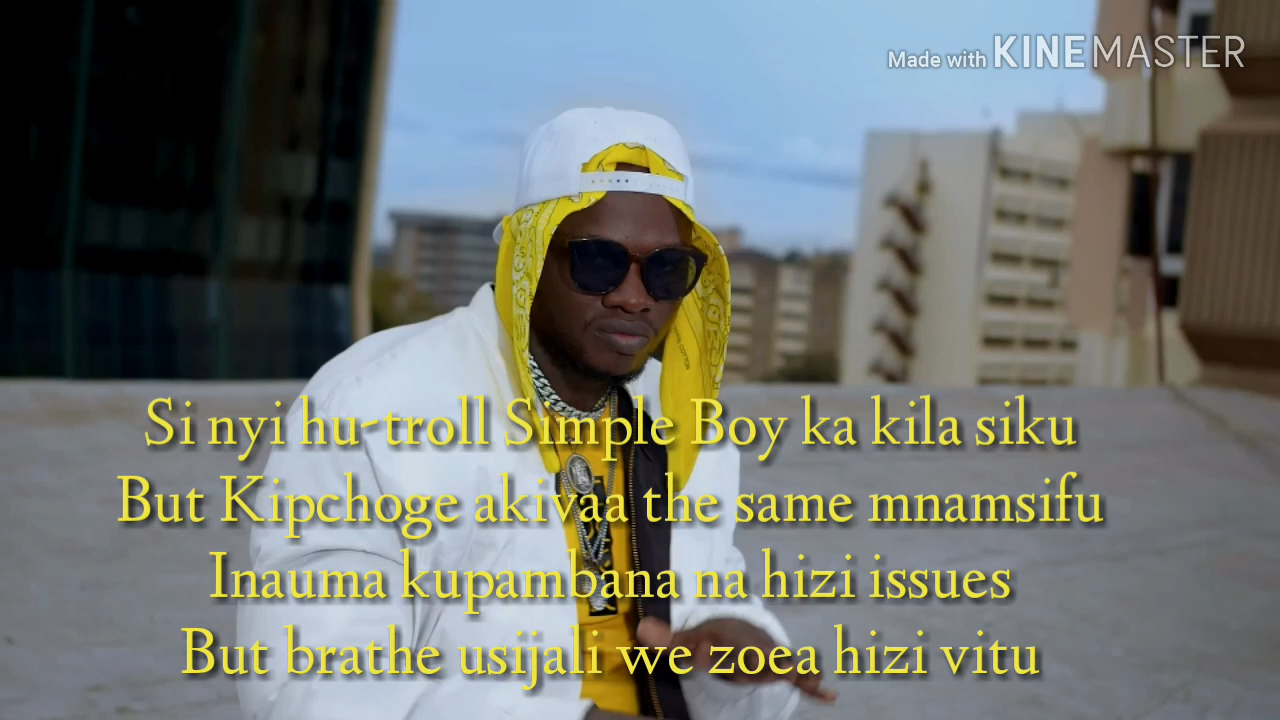 Made with KINEMASTER
Si nyi hu-troll Simple Boy ka kila siku
But Kipchoge akivaa the same mnamsifu
Inauma kupambana na hizi issues
But brathe usijali we zoea hizi vitu